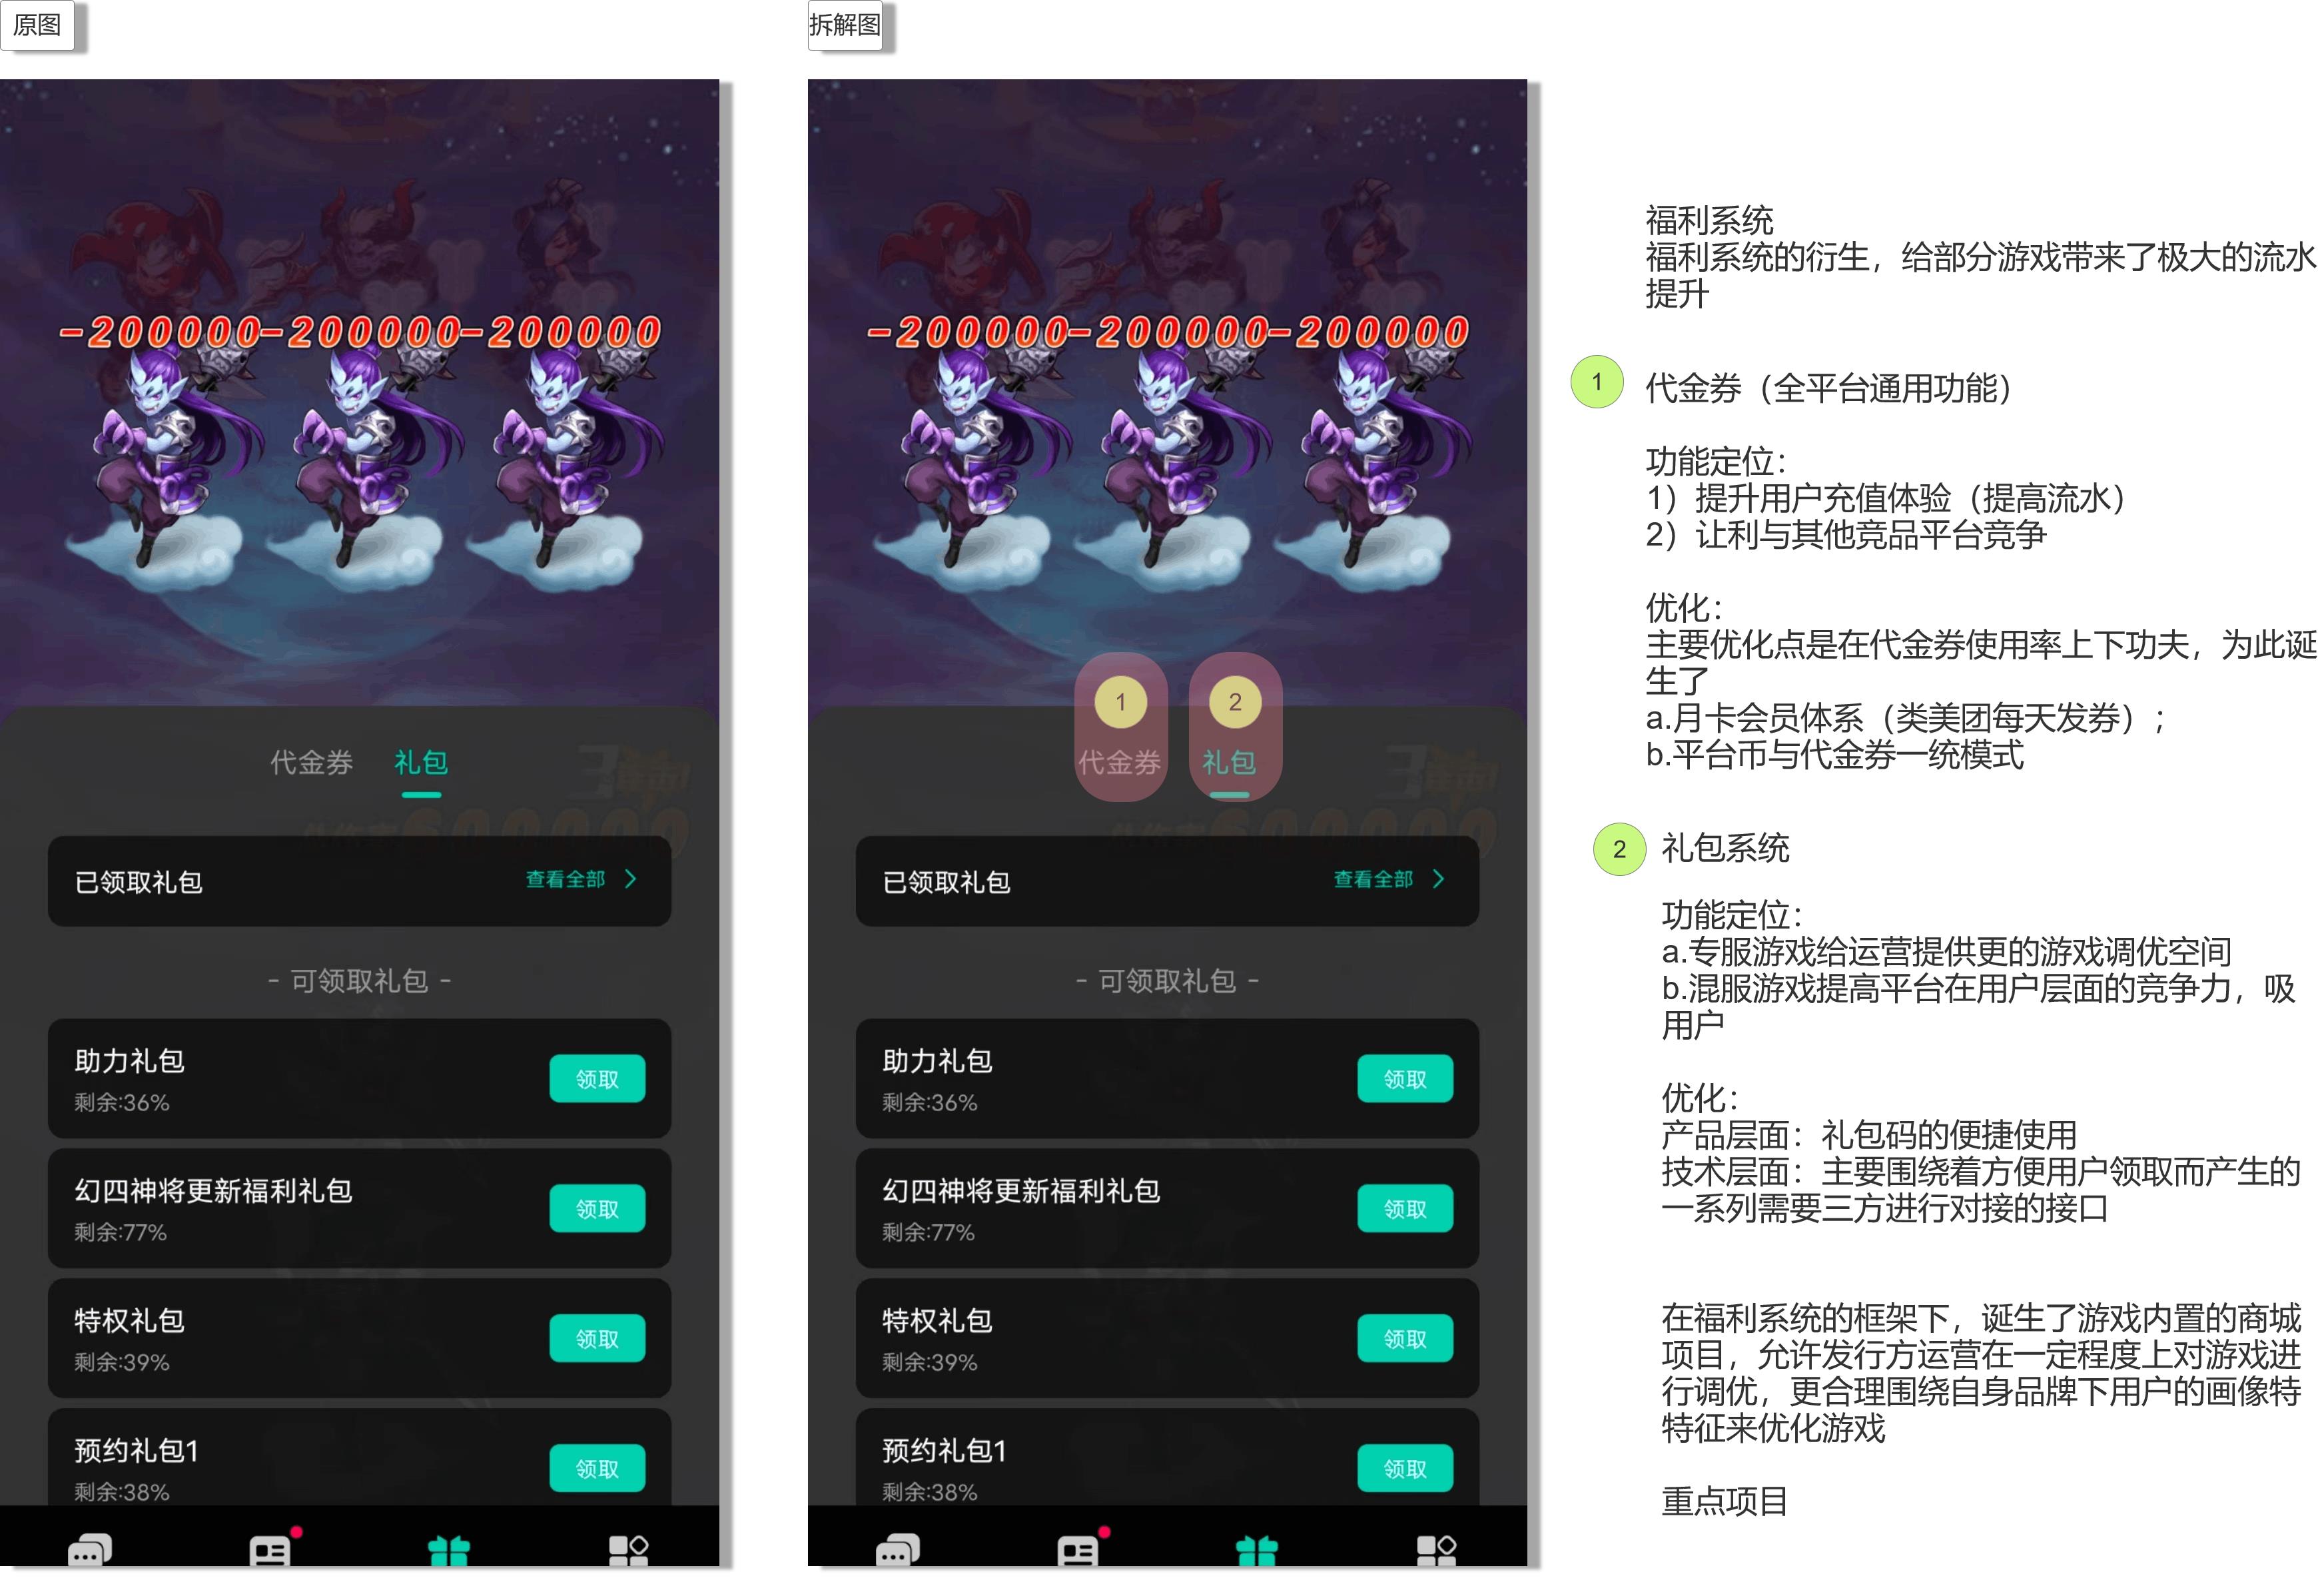 原图
拆解图
-200000-200000-200000
代金券 礼包
已领取礼包
查看全部
- 可领取礼包 -
助力礼包
剩余:36%
领取
幻四神将更新福利礼包
剩余:77%
领取
特权礼包
剩余:39%
领取
预约礼包1
剩余:38%
领取
-200000-200000-200000
1
2
代金券 礼包
已领取礼包
查看全部
- 可领取礼包 -
助力礼包
剩余:36%
领取
幻四神将更新福利礼包
剩余:77%
领取
特权礼包
剩余:39%
领取
预约礼包1
剩余:38%
领取
福利系统
福利系统的衍生，给部分游戏带来了极大的流水
提升
1
代金券（全平台通用功能）
功能定位：
1）提升用户充值体验（提高流水）
2）让利与其他竞品平台竞争
优化：
主要优化点是在代金券使用率上下功夫，为此诞
生了
a.月卡会员体系（类美团每天发券）；
b.平台币与代金券一统模式
2
礼包系统
功能定位：
a.专服游戏给运营提供更的游戏调优空间
b.混服游戏提高平台在用户层面的竞争力，吸
用户
优化：
产品层面：礼包码的便捷使用
技术层面：主要围绕着方便用户领取而产生的
一系列需要三方进行对接的接口
在福利系统的框架下，诞生了游戏内置的商城
项目，允许发行方运营在一定程度上对游戏进
行调优，更合理围绕自身品牌下用户的画像特
特征来优化游戏
重点项目